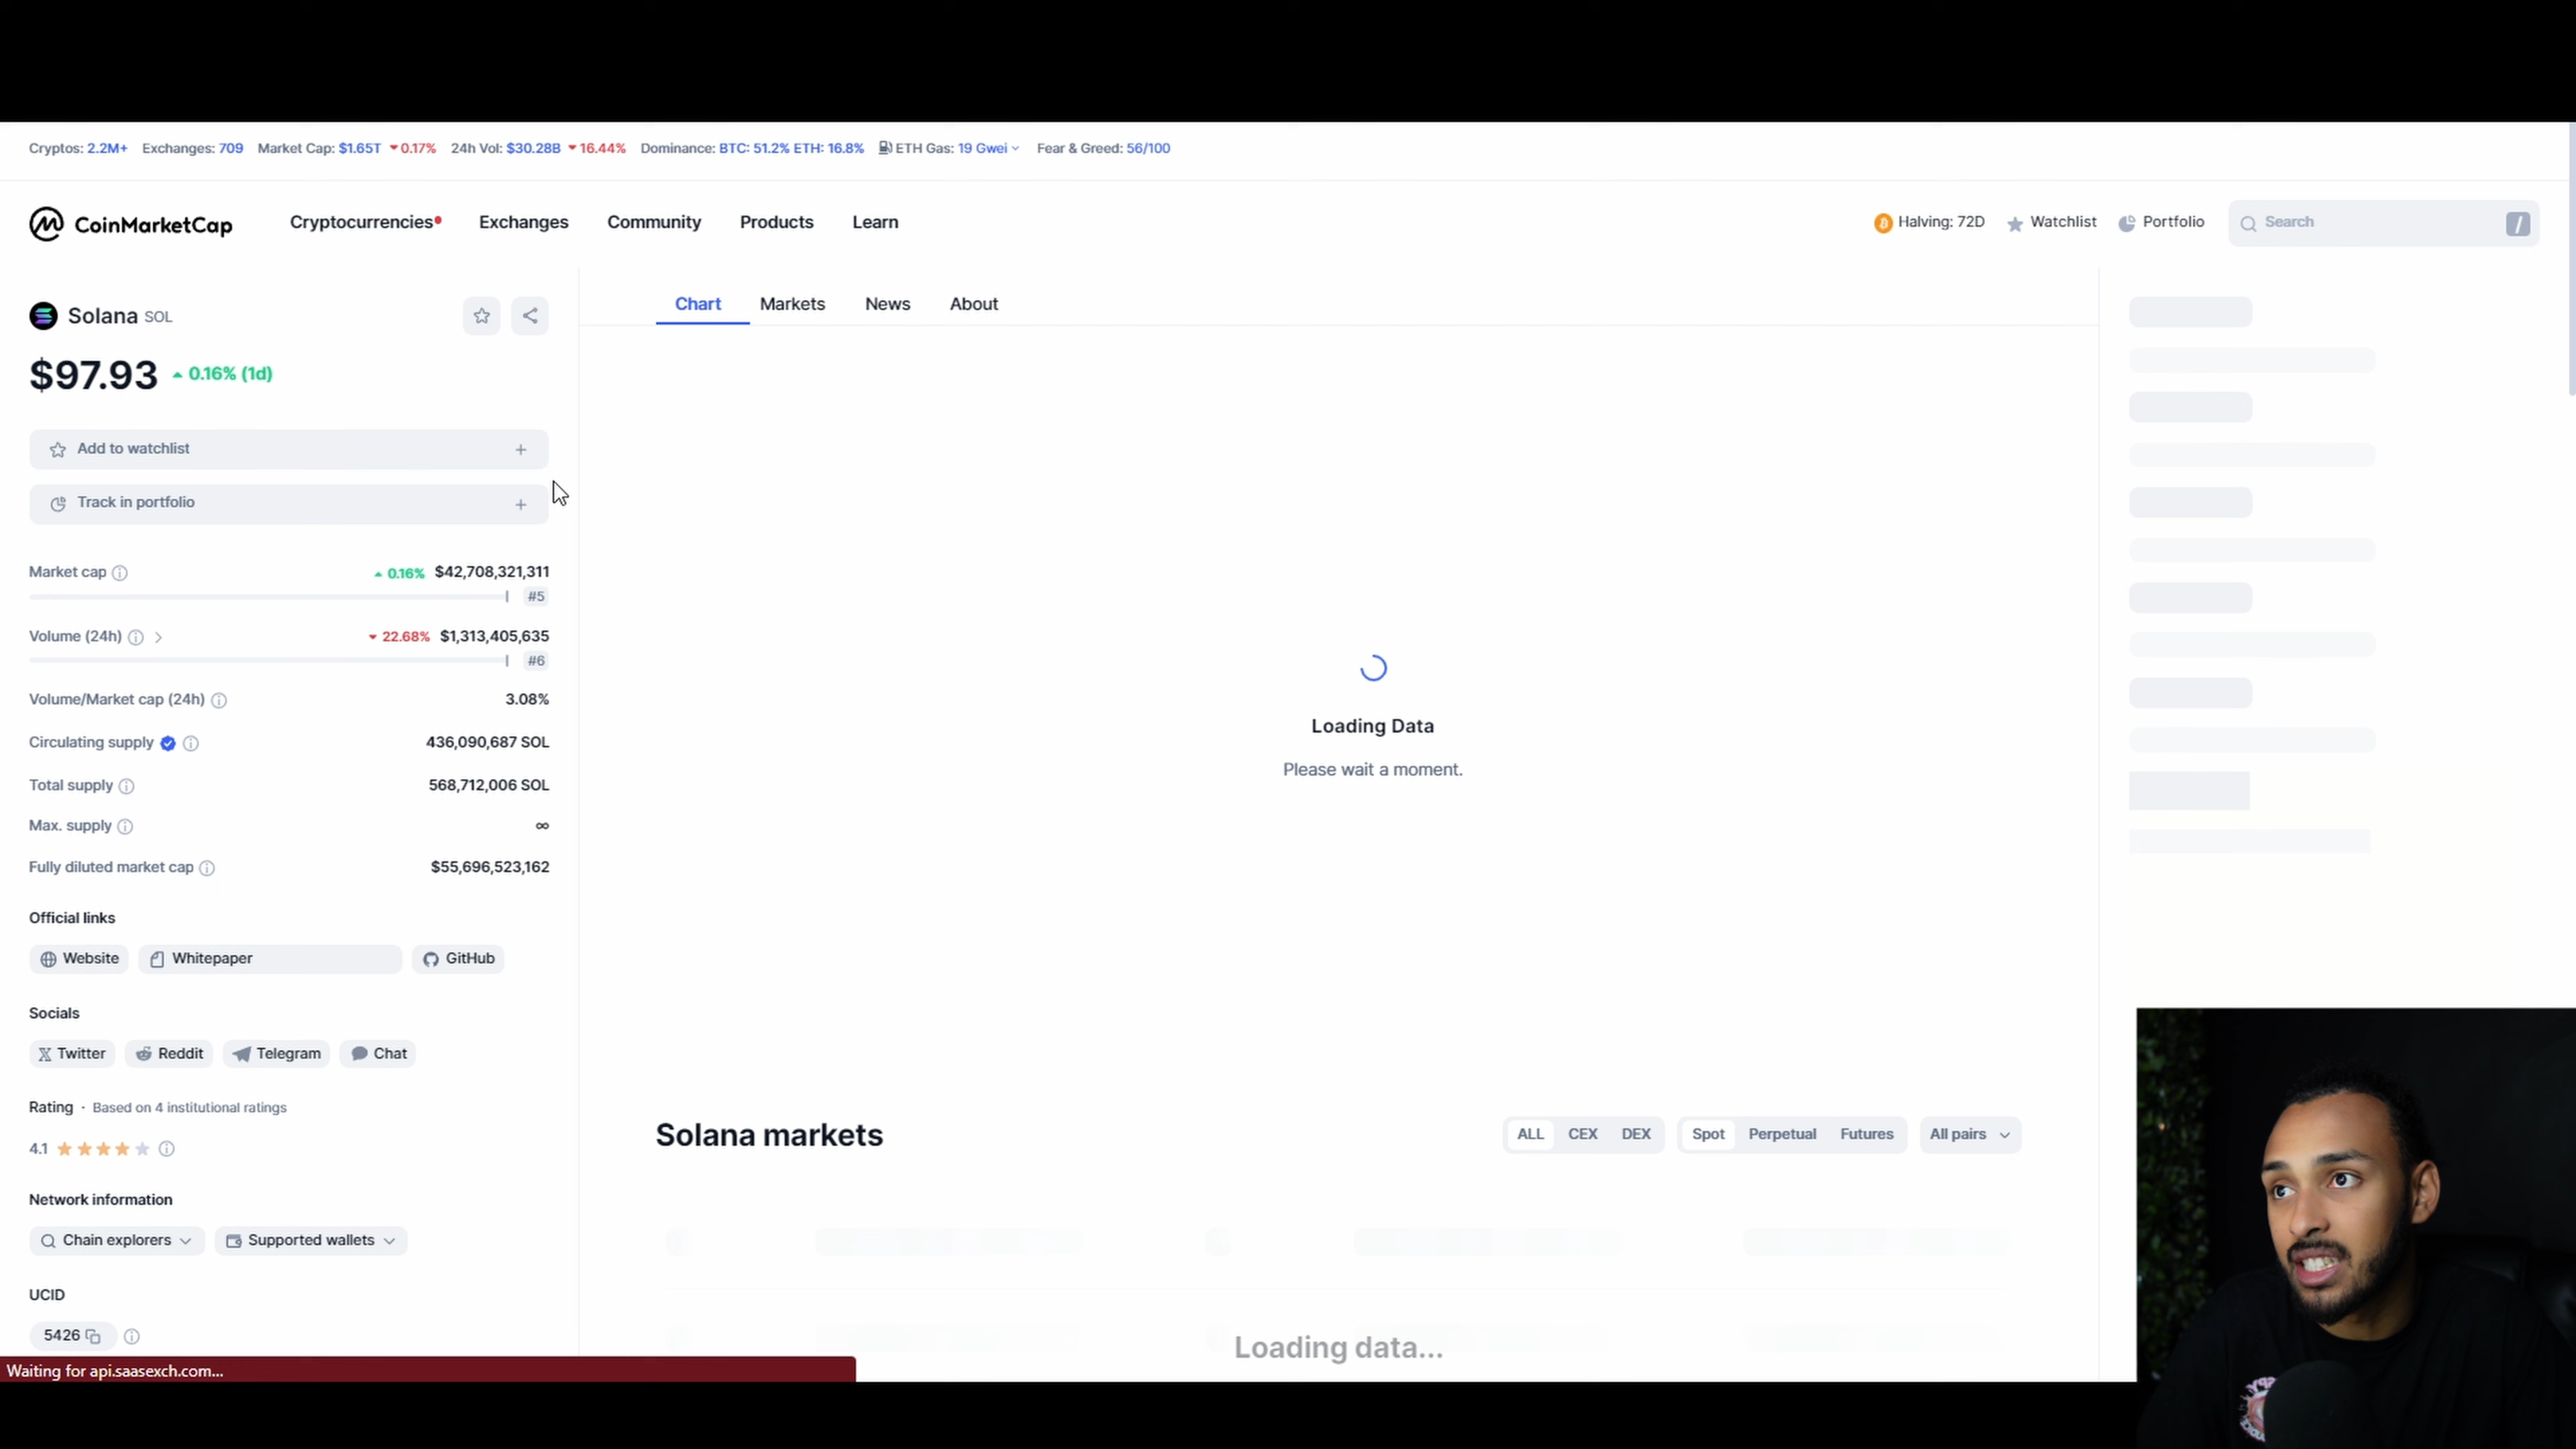 Cryptos: 2.2M+ Exchanges: 709 Market Cap: $1.65T 0.17% 24h Vol: $30.28B 16.44% Dominance: BTC: 51.2% ETH: 16.8% ETH Gas: 19 Gwei Fear & Greed: 56/100
CoinMarketCap Cryptocurrencies Exchanges Community Products Learn Halving: 72D Watchlist Portfolio Search /
Solana SOL
Chart Markets News About
$97.93 0.16% (1d)
Add to watchlist +
Track in portfolio +
Market cap 0.16% $42,708,321,311
#5
Volume (24h) 22.68% $1,313,405,635
#6
Volume/Market cap (24h) 3.08%
Circulating supply 436,090,687 SOL
Total supply 568,712,006 SOL
Max. supply ∞
Fully diluted market cap $55,696,523,162
Loading Data
Please wait a moment.
Official links
Website Whitepaper GitHub
Socials
Twitter Reddit Telegram Chat
Rating · Based on 4 institutional ratings
4.1
Network information
Chain explorers Supported wallets
UCID
5426
Solana markets ALL CEX DEX Spot Perpetual Futures All pairs
Loading data...
Waiting for api.saasexch.com...